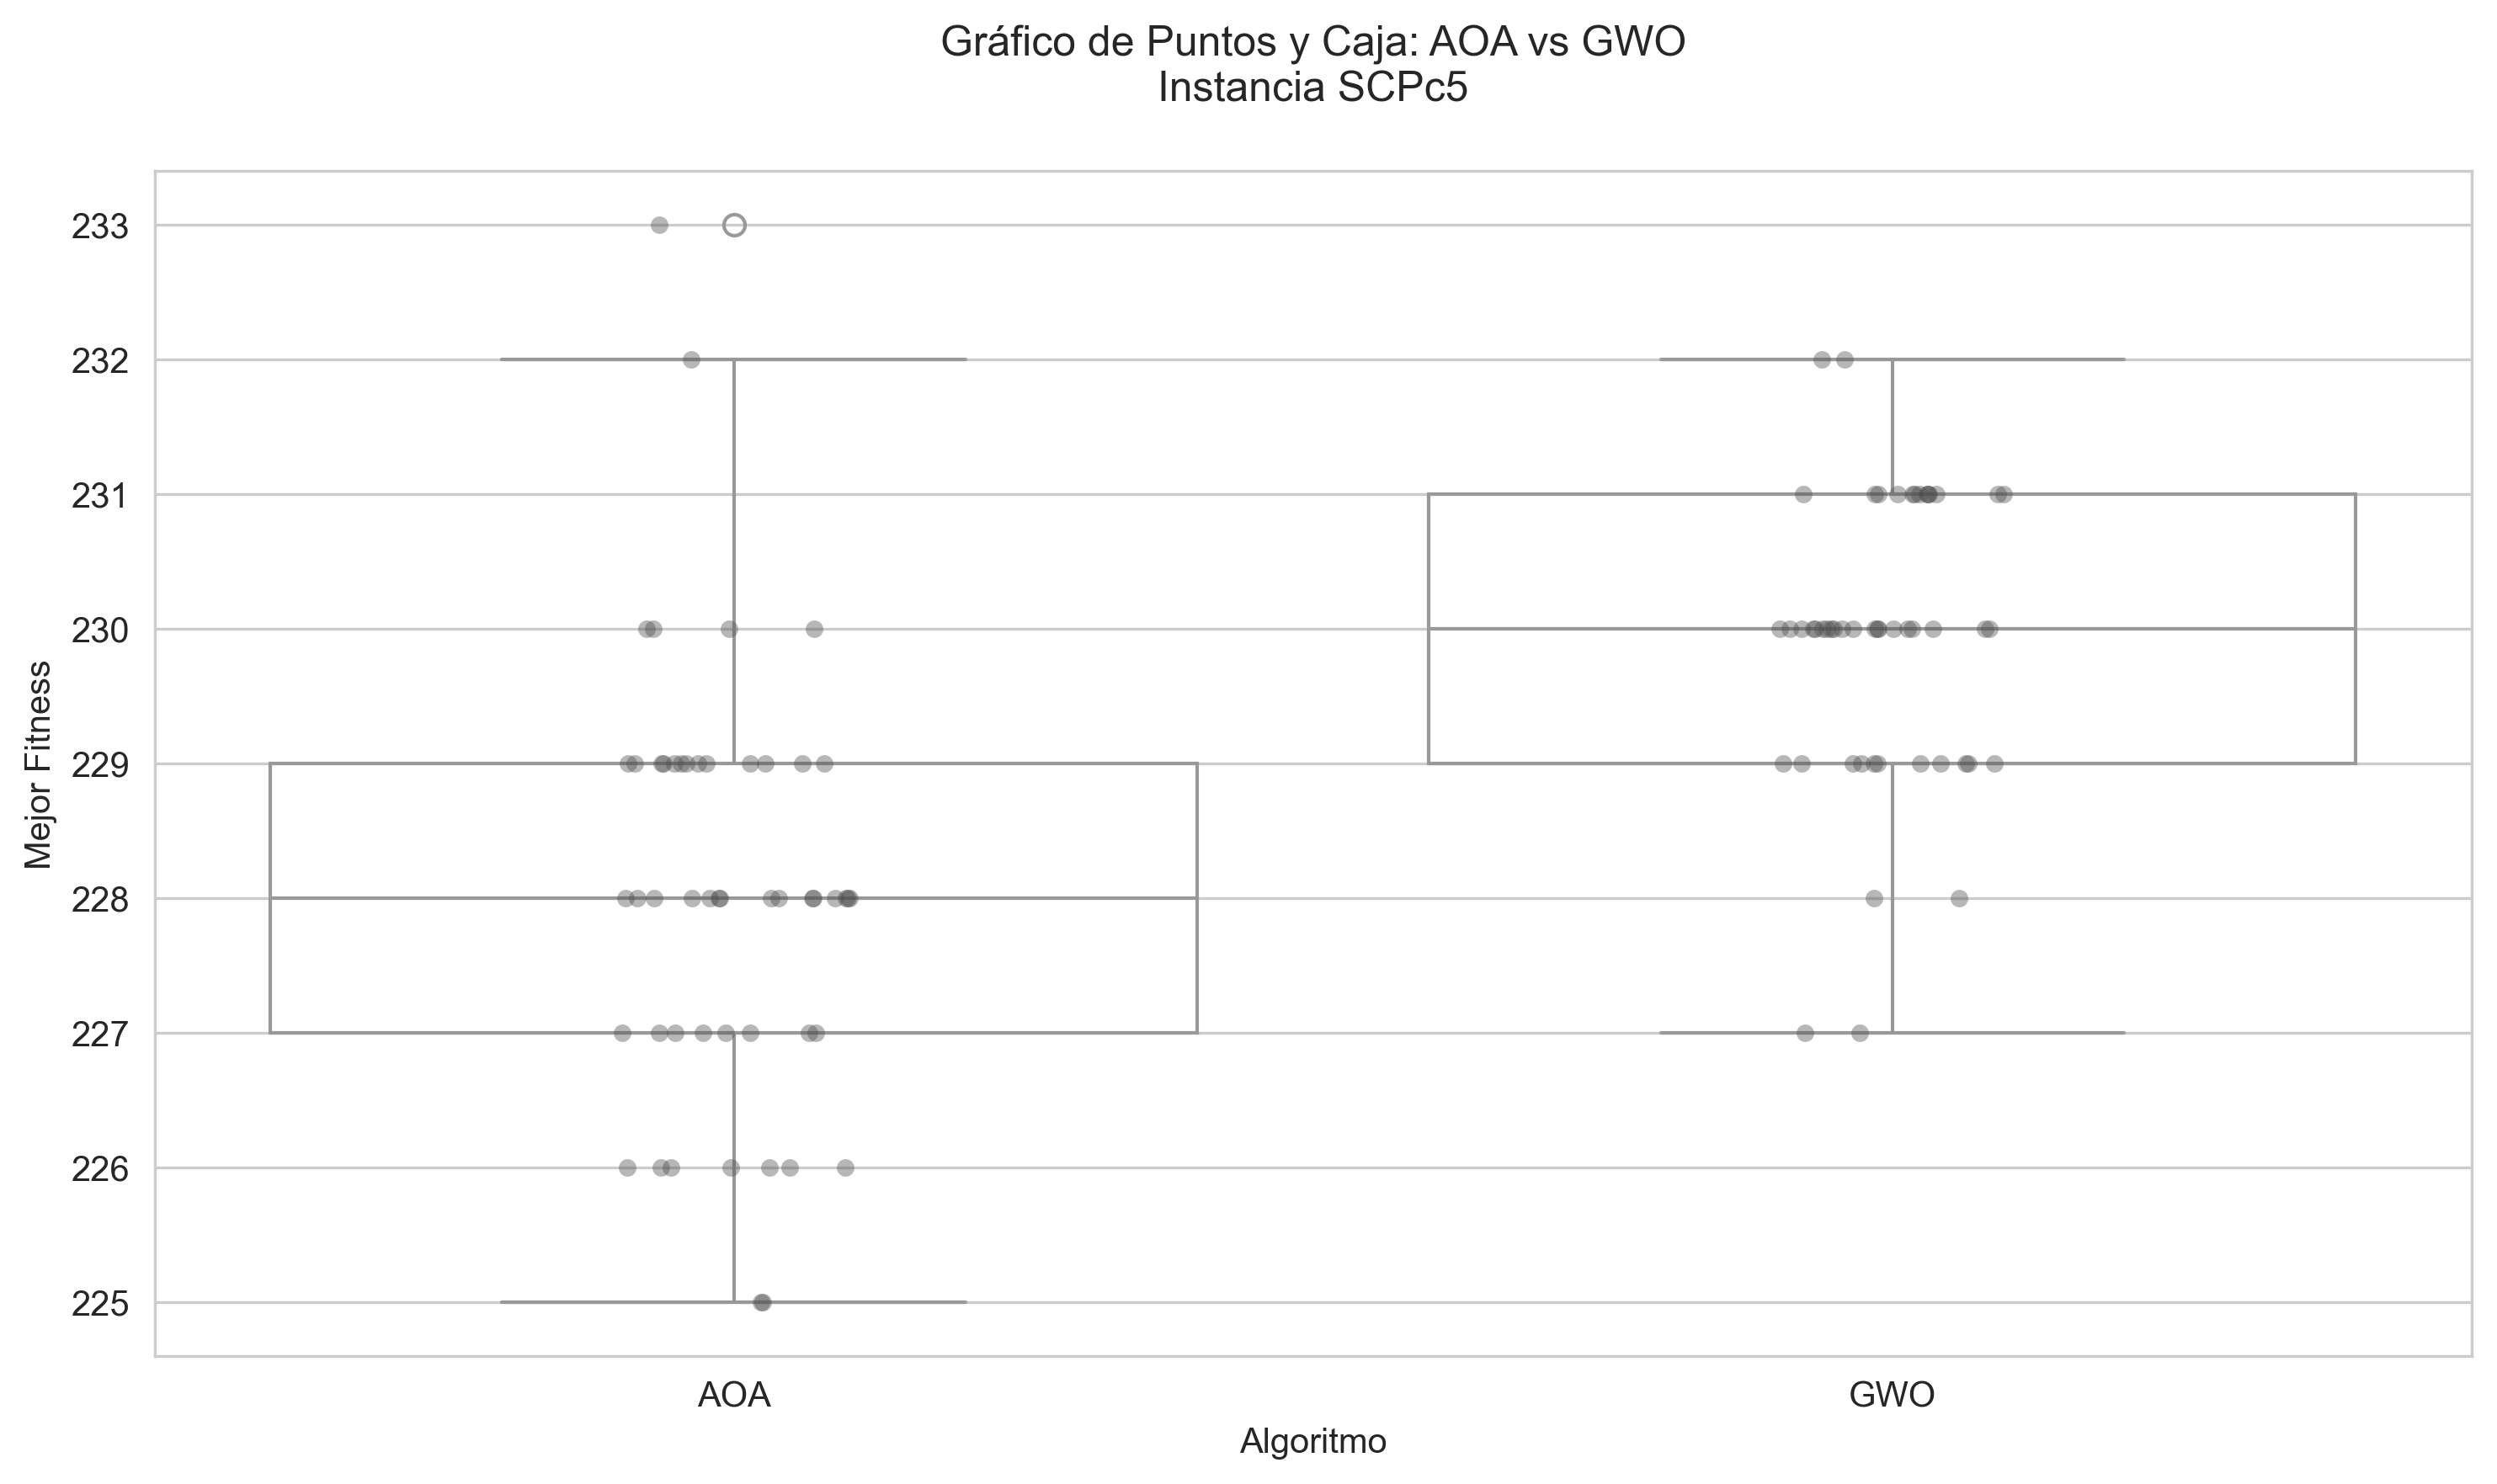 Gráfico de Puntos y Caja: AOA vs GWO
Instancia SCPc5
233
232
231
230
229
228
227
226
225
Mejor Fitness
AOA
GWO
Algoritmo